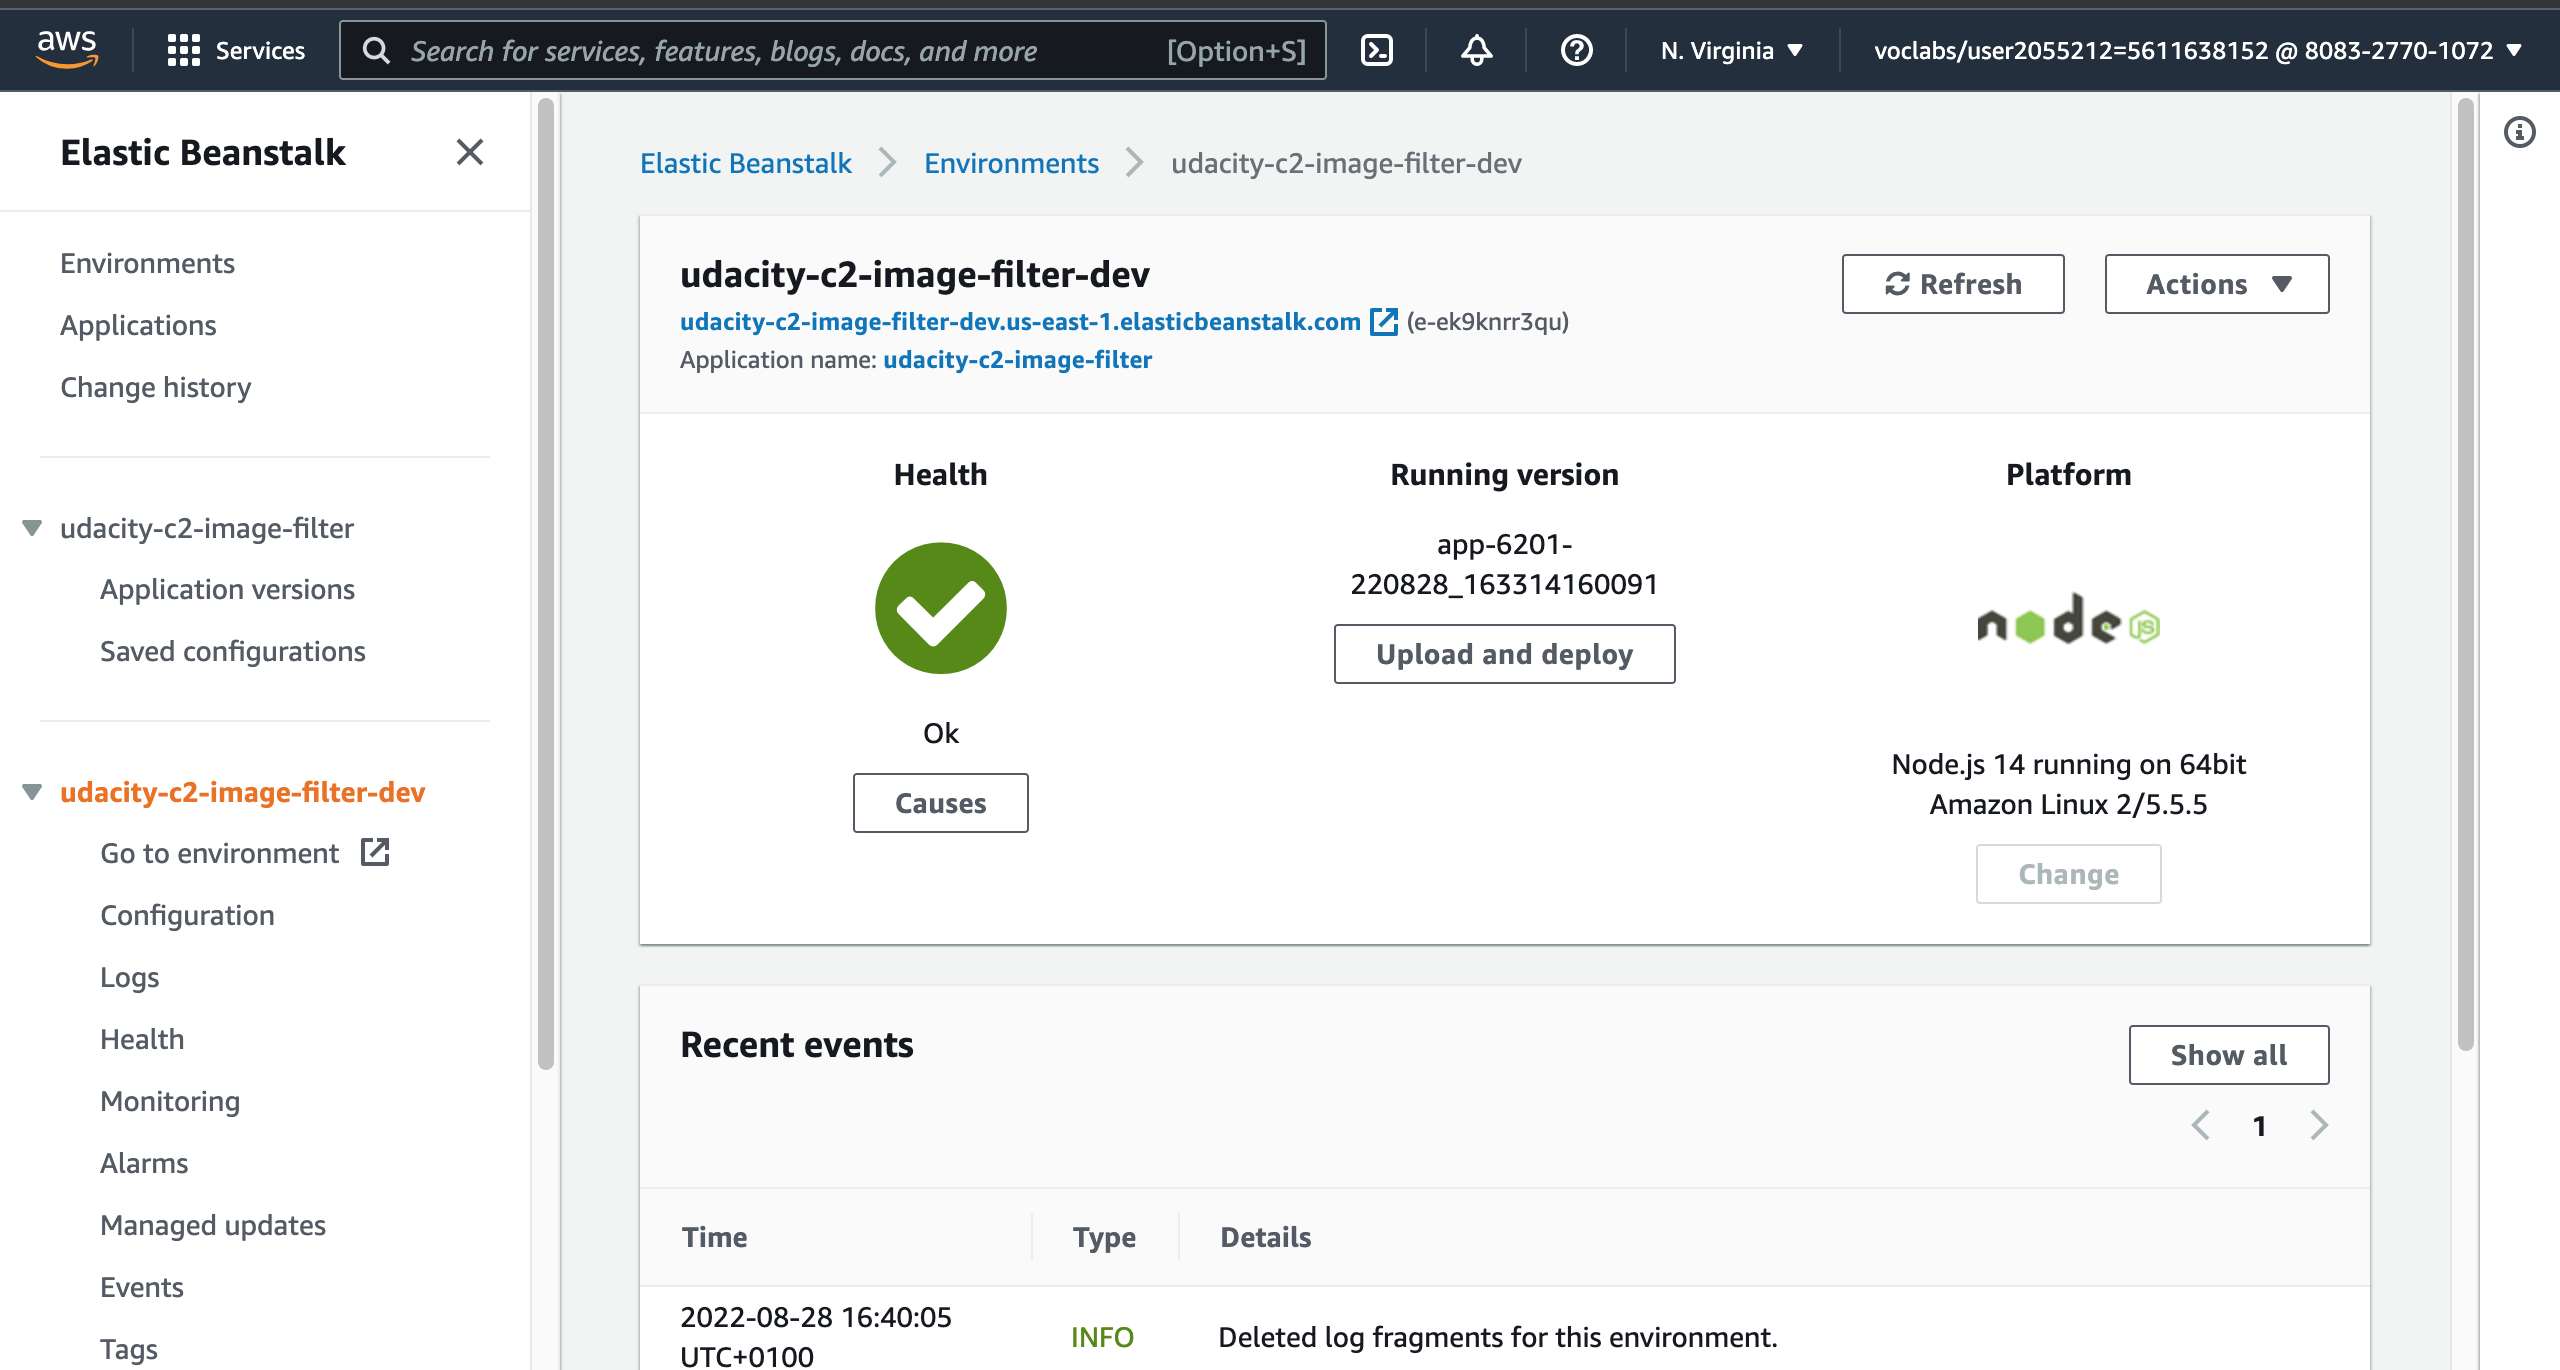 aws
Services
Search for services, features, blogs, docs, and more
[Option+S]
N. Virginia
voclabs/user2055212=5611638152 @ 8083-2770-1072
Elastic Beanstalk
Environments
Applications
Change history
udacity-c2-image-filter
Application versions
Saved configurations
udacity-c2-image-filter-dev
Go to environment
Configuration
Logs
Health
Monitoring
Alarms
Managed updates
Events
Tags
Elastic Beanstalk
Environments
udacity-c2-image-filter-dev
udacity-c2-image-filter-dev
udacity-c2-image-filter-dev.us-east-1.elasticbeanstalk.com (e-ek9knrr3qu)
Application name: udacity-c2-image-filter
Refresh
Actions
Health
Ok
Causes
Running version
app-6201-
220828_163314160091
Upload and deploy
Platform
node
JS
Node.js 14 running on 64bit
Amazon Linux 2/5.5.5
Change
Recent events
Show all
1
Time
Type
Details
2022-08-28 16:40:05
UTC+0100
INFO
Deleted log fragments for this environment.